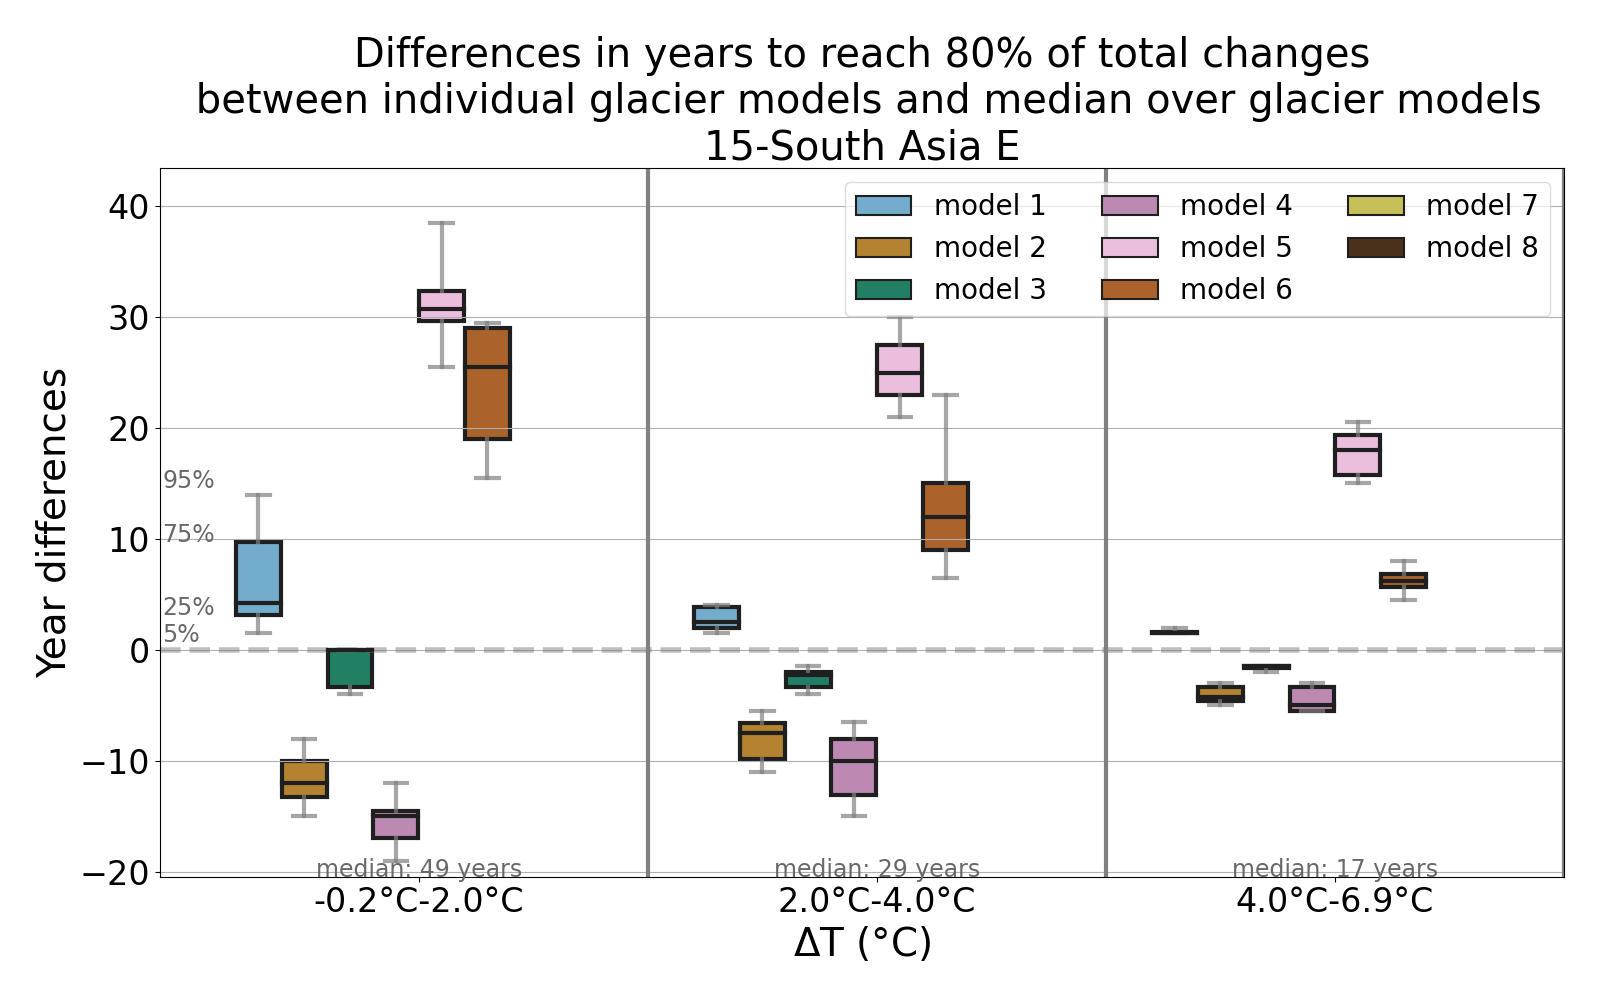 Differences in years to reach 80% of total changes
between individual glacier models and median over glacier models
15-South Asia E
model 1
model 2
model 3
model 4
model 5
model 6
model 7
model 8
Year differences
40
30
20
10
0
−10
−20
95%
75%
25%
5%
median: 49 years
median: 29 years
median: 17 years
-0.2°C-2.0°C
2.0°C-4.0°C
4.0°C-6.9°C
ΔT (°C)